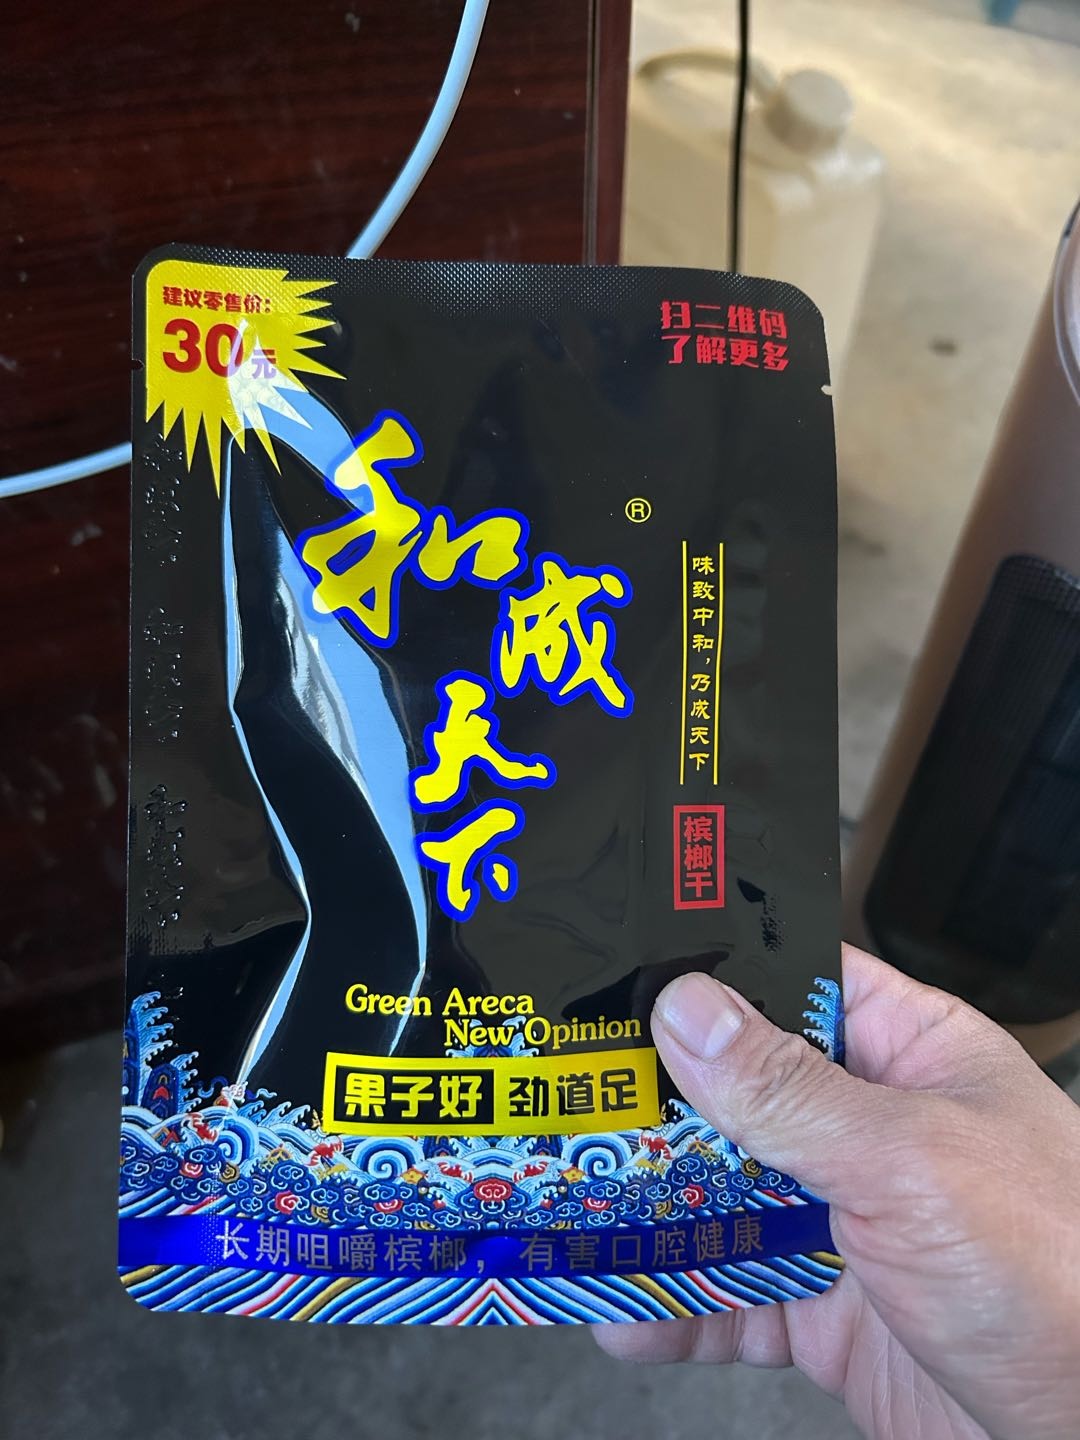 建议零售价:
30元
扫二维码
了解更多
和成天下
®
味致中和,乃成天下
槟榔干
Green Areca
New Opinion
果子好 劲道足
长期咀嚼槟榔,有害口腔健康